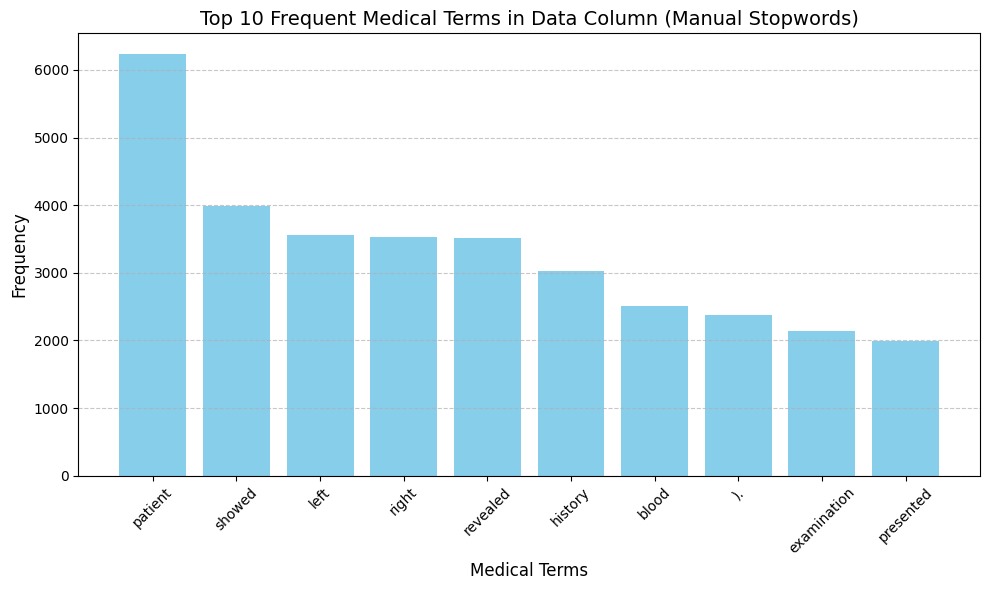 Top 10 Frequent Medical Terms in Data Column (Manual Stopwords)
Frequency
6000
5000
4000
3000
2000
1000
0
patient
showed
left
right
revealed
history
blood
).
examination
presented
Medical Terms